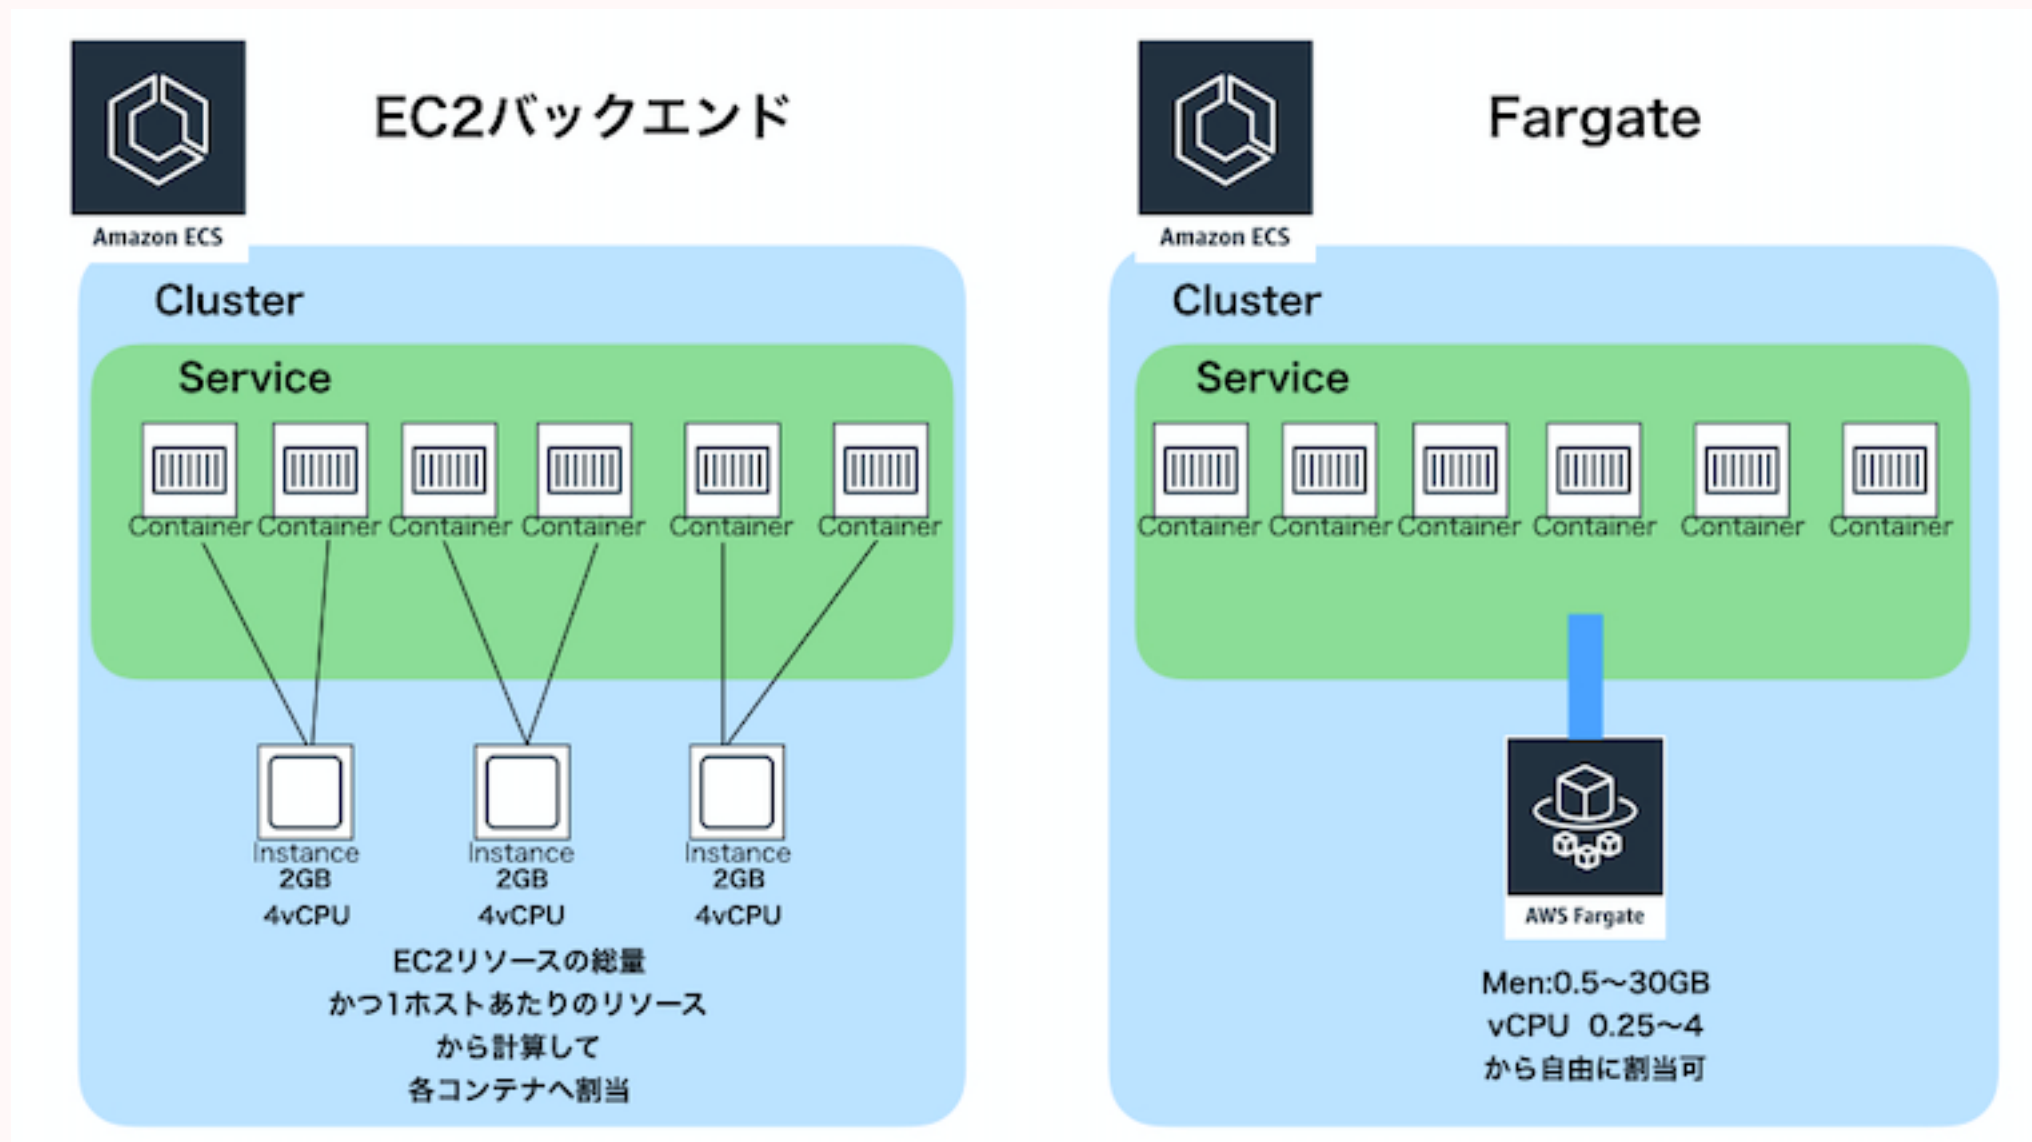 EC2バックエンド
Amazon ECS
Cluster
Service
Container Container Container Container Container Container
Instance Instance Instance
2GB 2GB 2GB
4vCPU 4vCPU 4vCPU
EC2リソースの総量
かつ1ホストあたりのリソース
から計算して
各コンテナへ割当
Fargate
Amazon ECS
Cluster
Service
Container Container Container Container Container Container
AWS Fargate
Men:0.5〜30GB
vCPU 0.25〜4
から自由に割当可